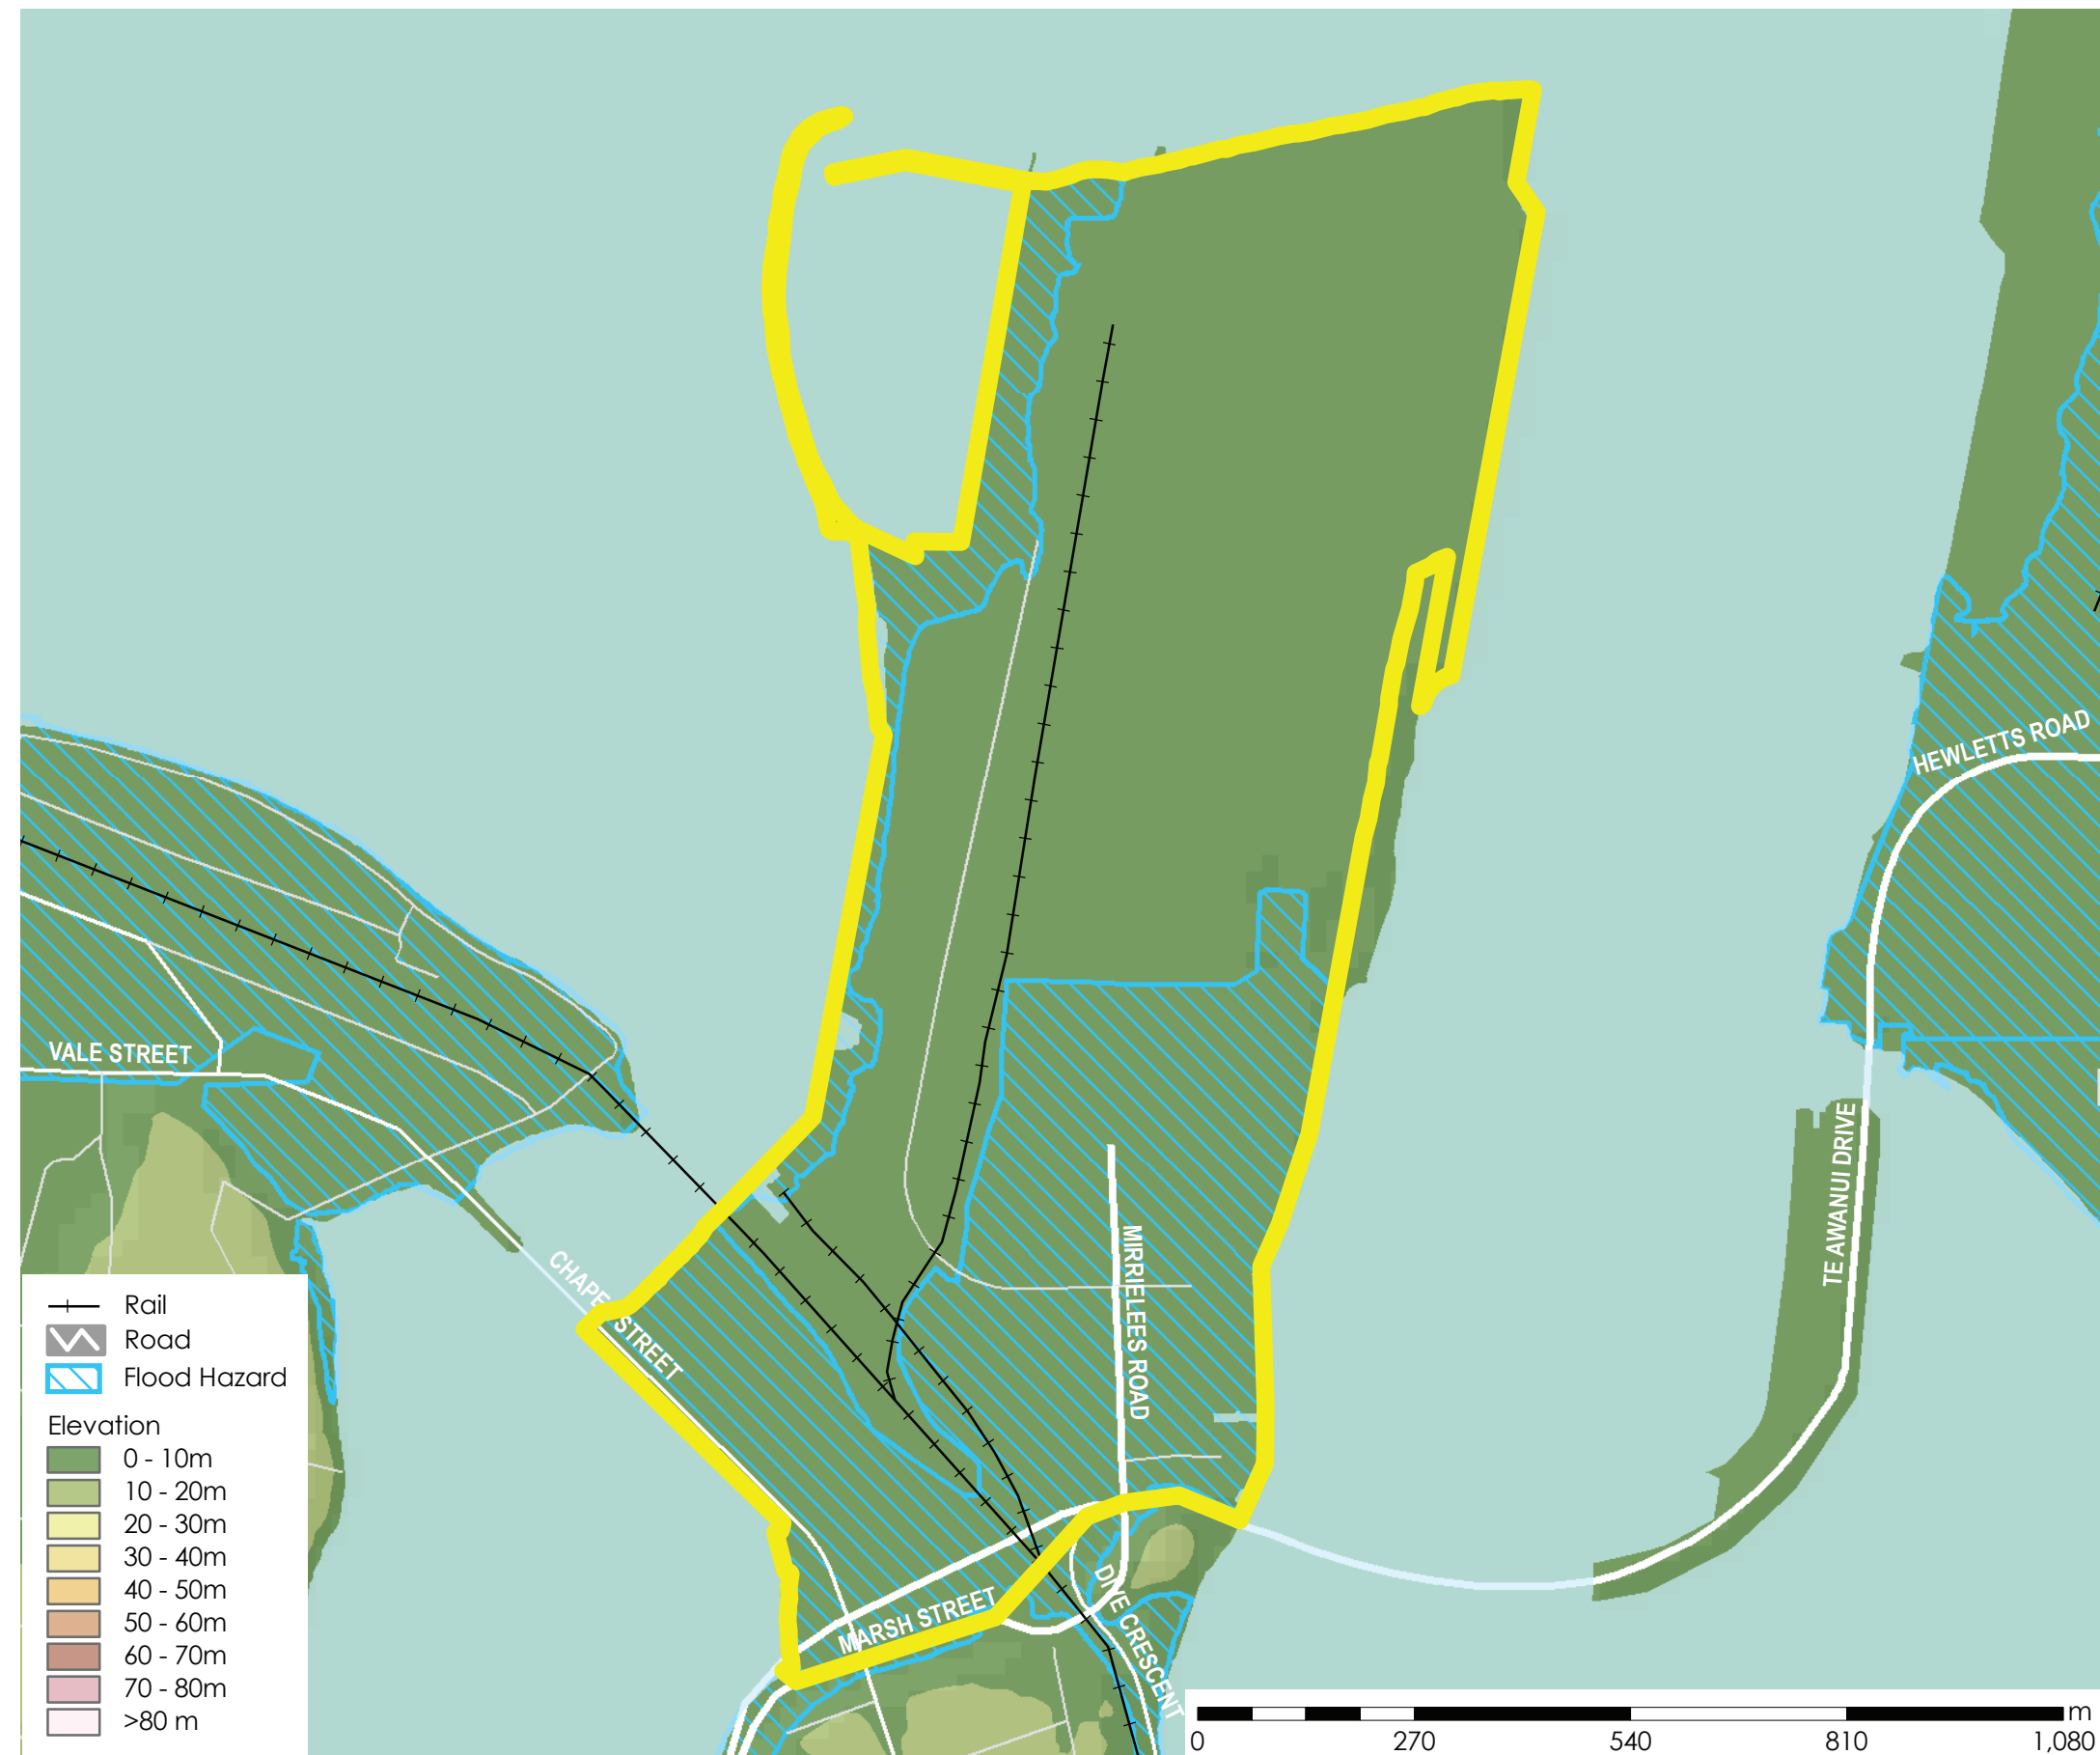 HEWLETTS ROAD
VALE STREET
TE AWANUI DRIVE
CHAPE STREET
MIRRIELEES ROAD
MARSH STREET
DIVE CRESCENT
Rail
Road
Flood Hazard
Elevation
0 - 10m
10 - 20m
20 - 30m
30 - 40m
40 - 50m
50 - 60m
60 - 70m
70 - 80m
>80 m
m
0 270 540 810 1,080